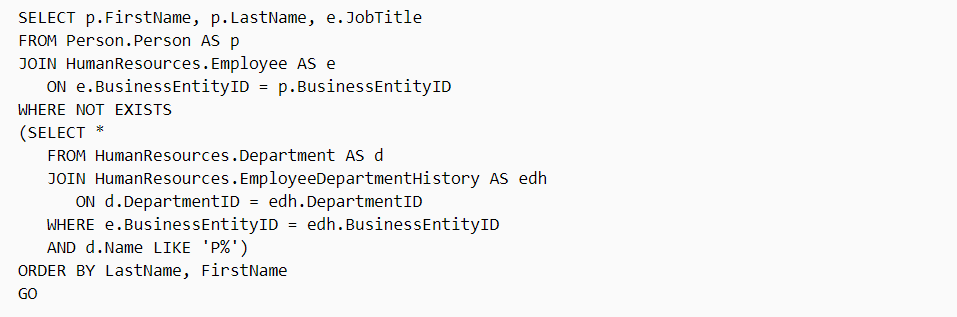 SELECT p.FirstName, p.LastName, e.JobTitle
FROM Person.Person AS p
JOIN HumanResources.Employee AS e
   ON e.BusinessEntityID = p.BusinessEntityID
WHERE NOT EXISTS
(SELECT *
   FROM HumanResources.Department AS d
   JOIN HumanResources.EmployeeDepartmentHistory AS edh
      ON d.DepartmentID = edh.DepartmentID
   WHERE e.BusinessEntityID = edh.BusinessEntityID
   AND d.Name LIKE 'P%')
ORDER BY LastName, FirstName
GO